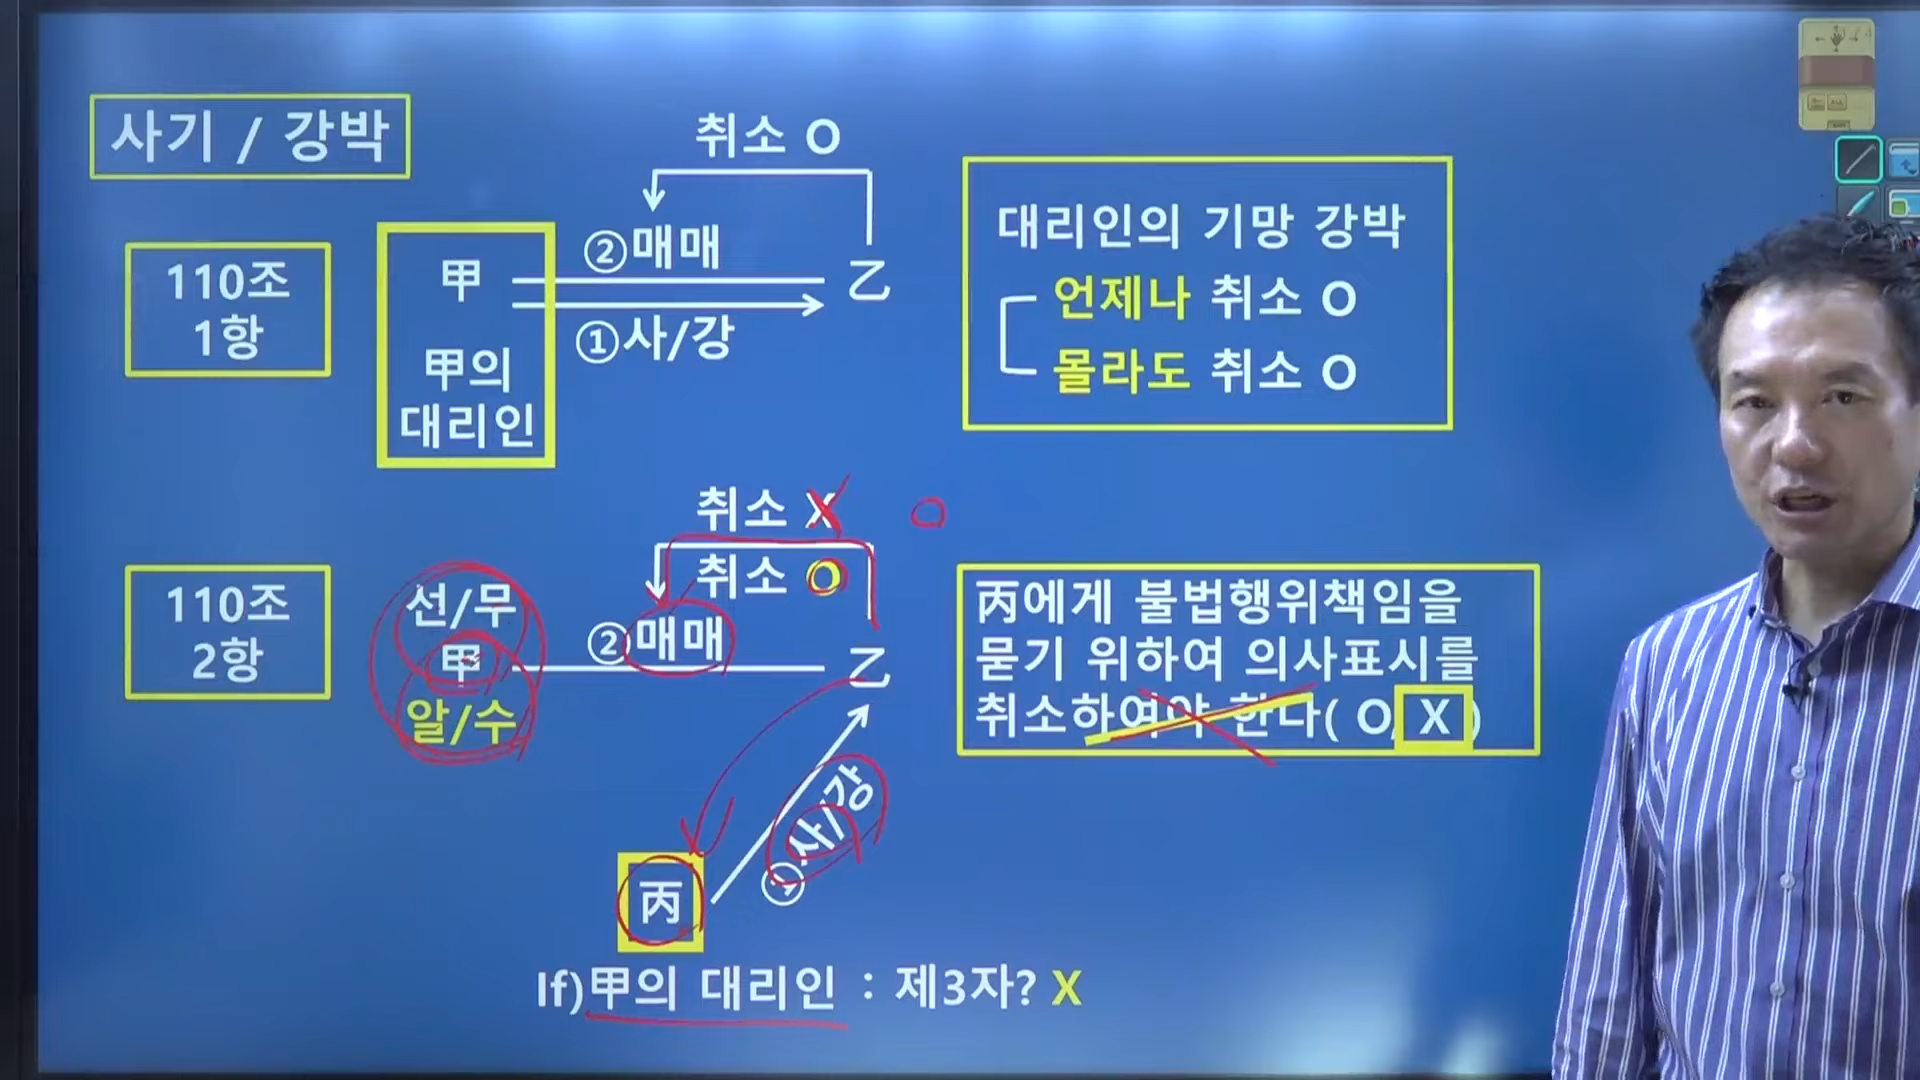 사기 / 강박
취소 O
110조
1항
甲
甲의
대리인
②매매
①사/강
乙
대리인의 기망 강박
언제나 취소 O
몰라도 취소 O
110조
2항
선/무
甲
알/수
취소 X O
취소 O
②매매
乙
①사/강
丙
丙에게 불법행위책임을
묻기 위하여 의사표시를
취소하여야 한다( O, X )
If)甲의 대리인 : 제3자? X